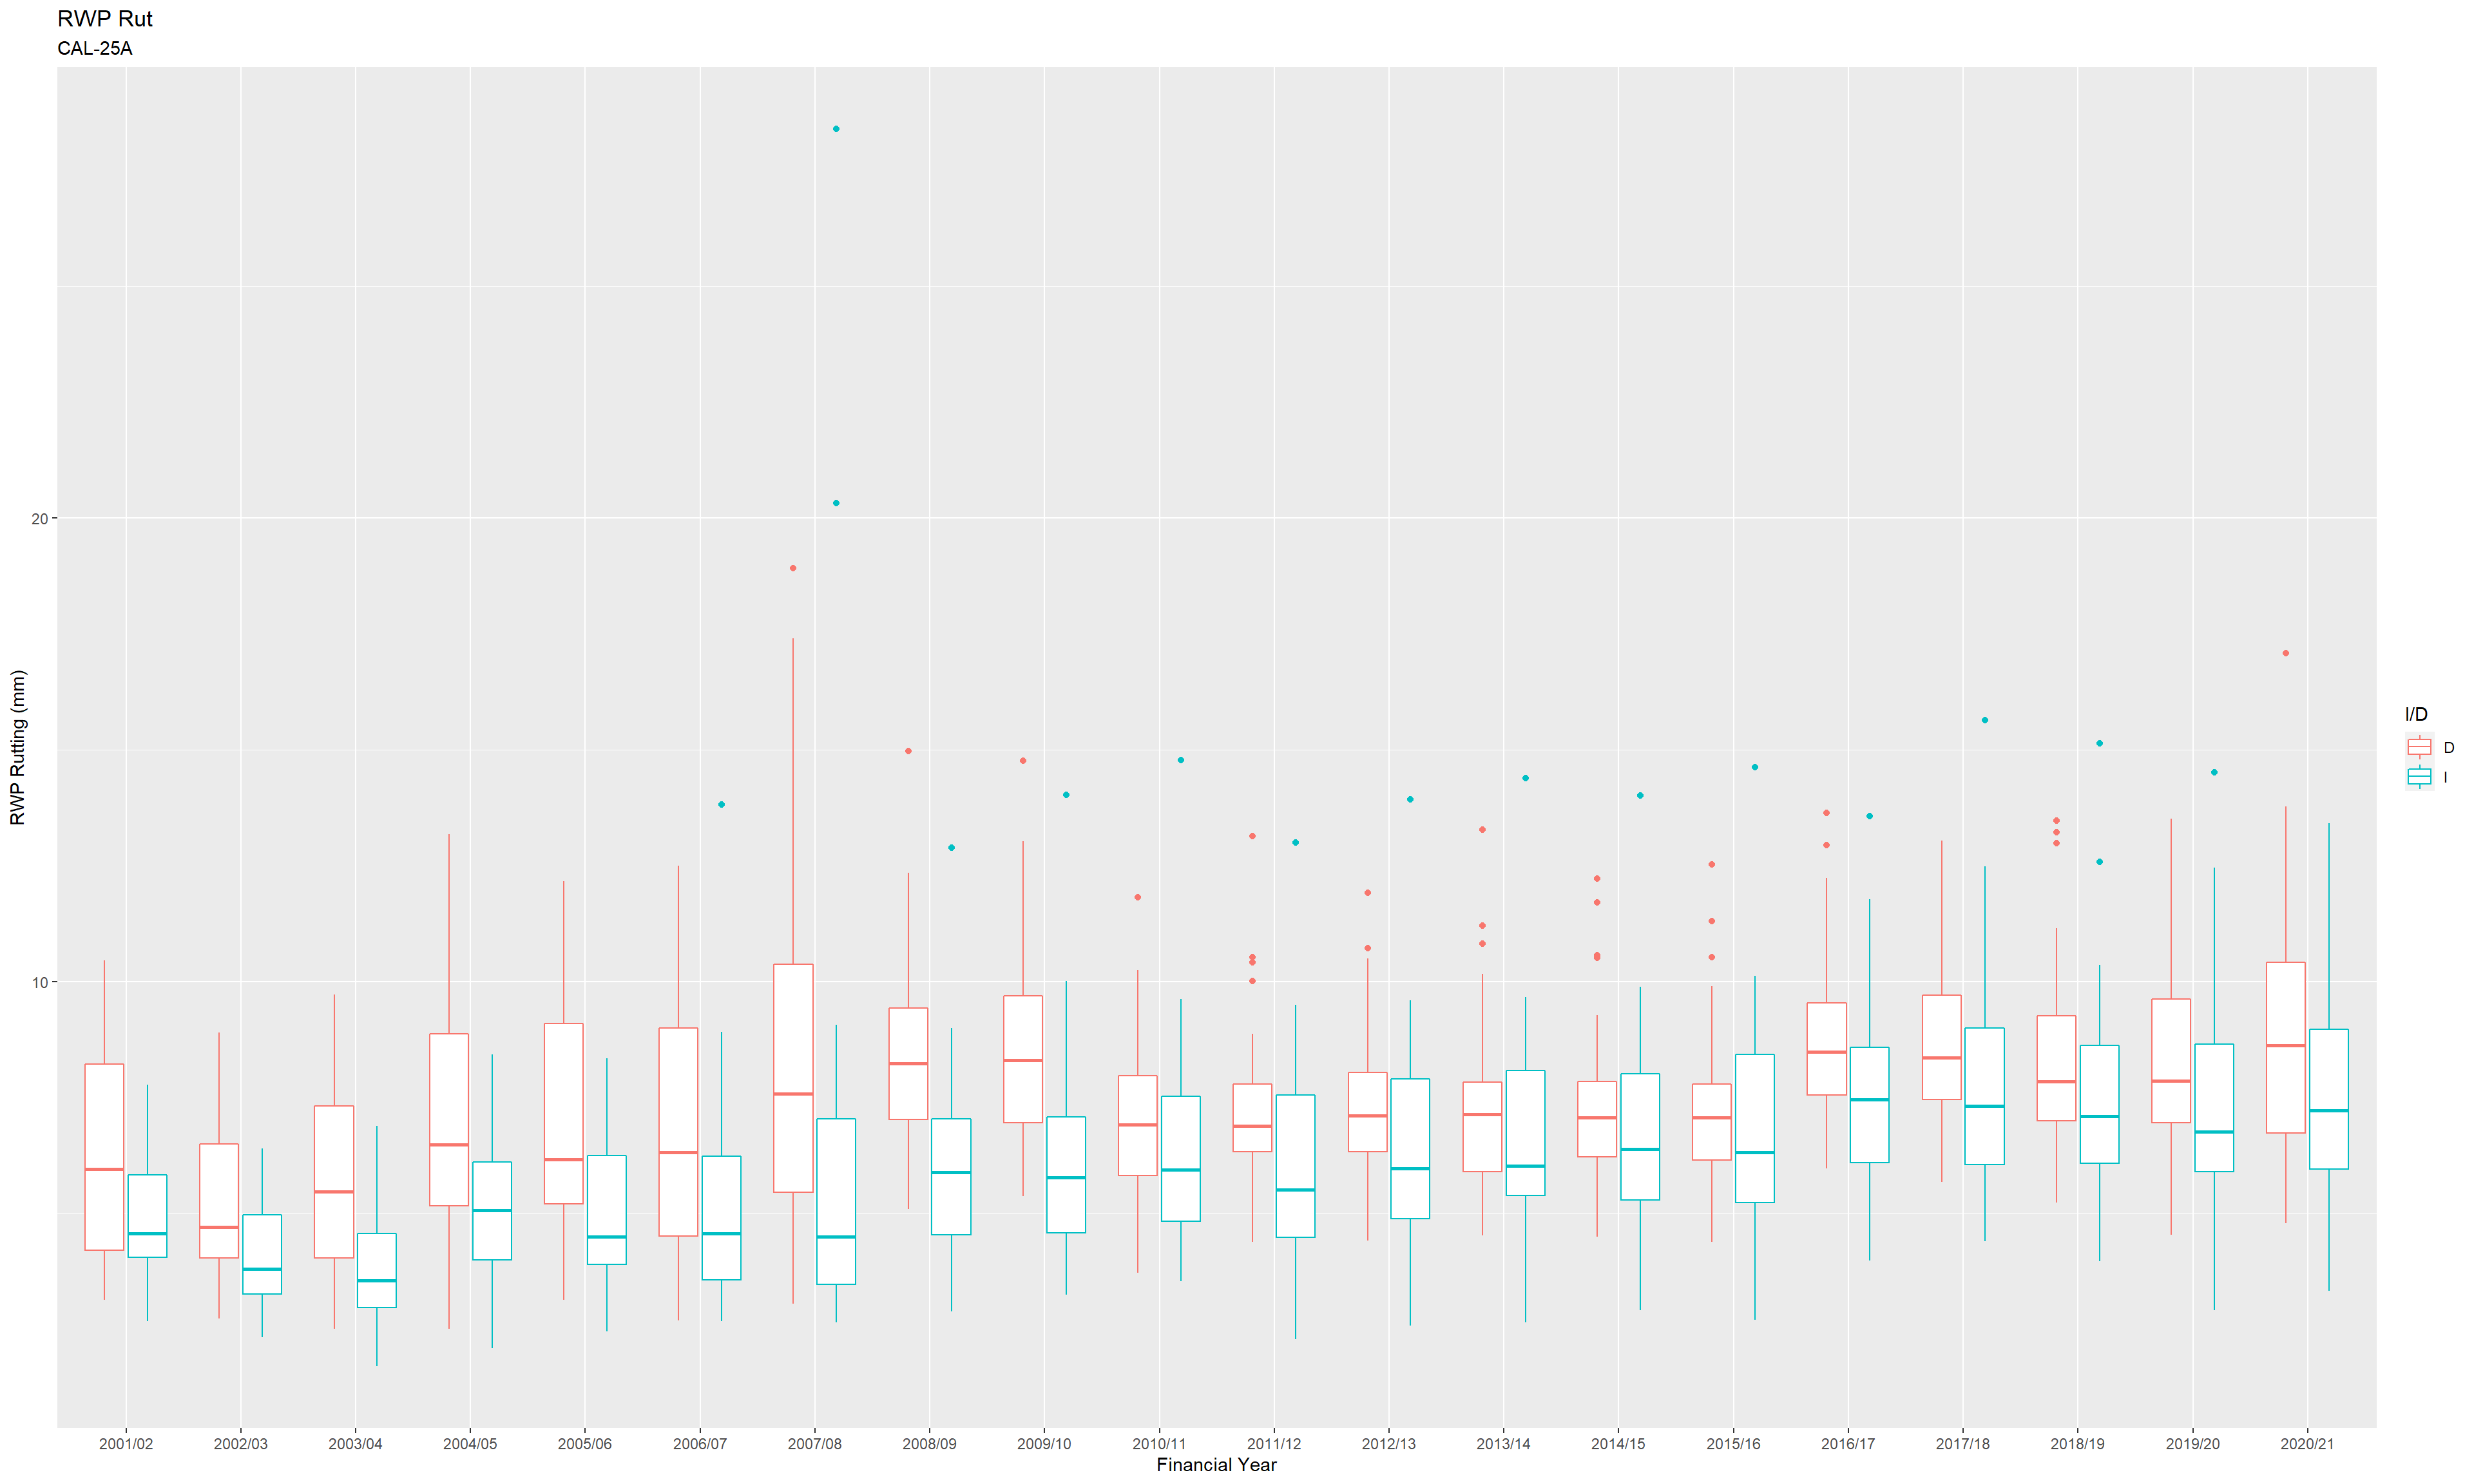 RWP Rut
CAL-25A
RWP Rutting (mm)
20
10
2001/02 2002/03 2003/04 2004/05 2005/06 2006/07 2007/08 2008/09 2009/10 2010/11 2011/12 2012/13 2013/14 2014/15 2015/16 2016/17 2017/18 2018/19 2019/20 2020/21
Financial Year
I/D
D
I